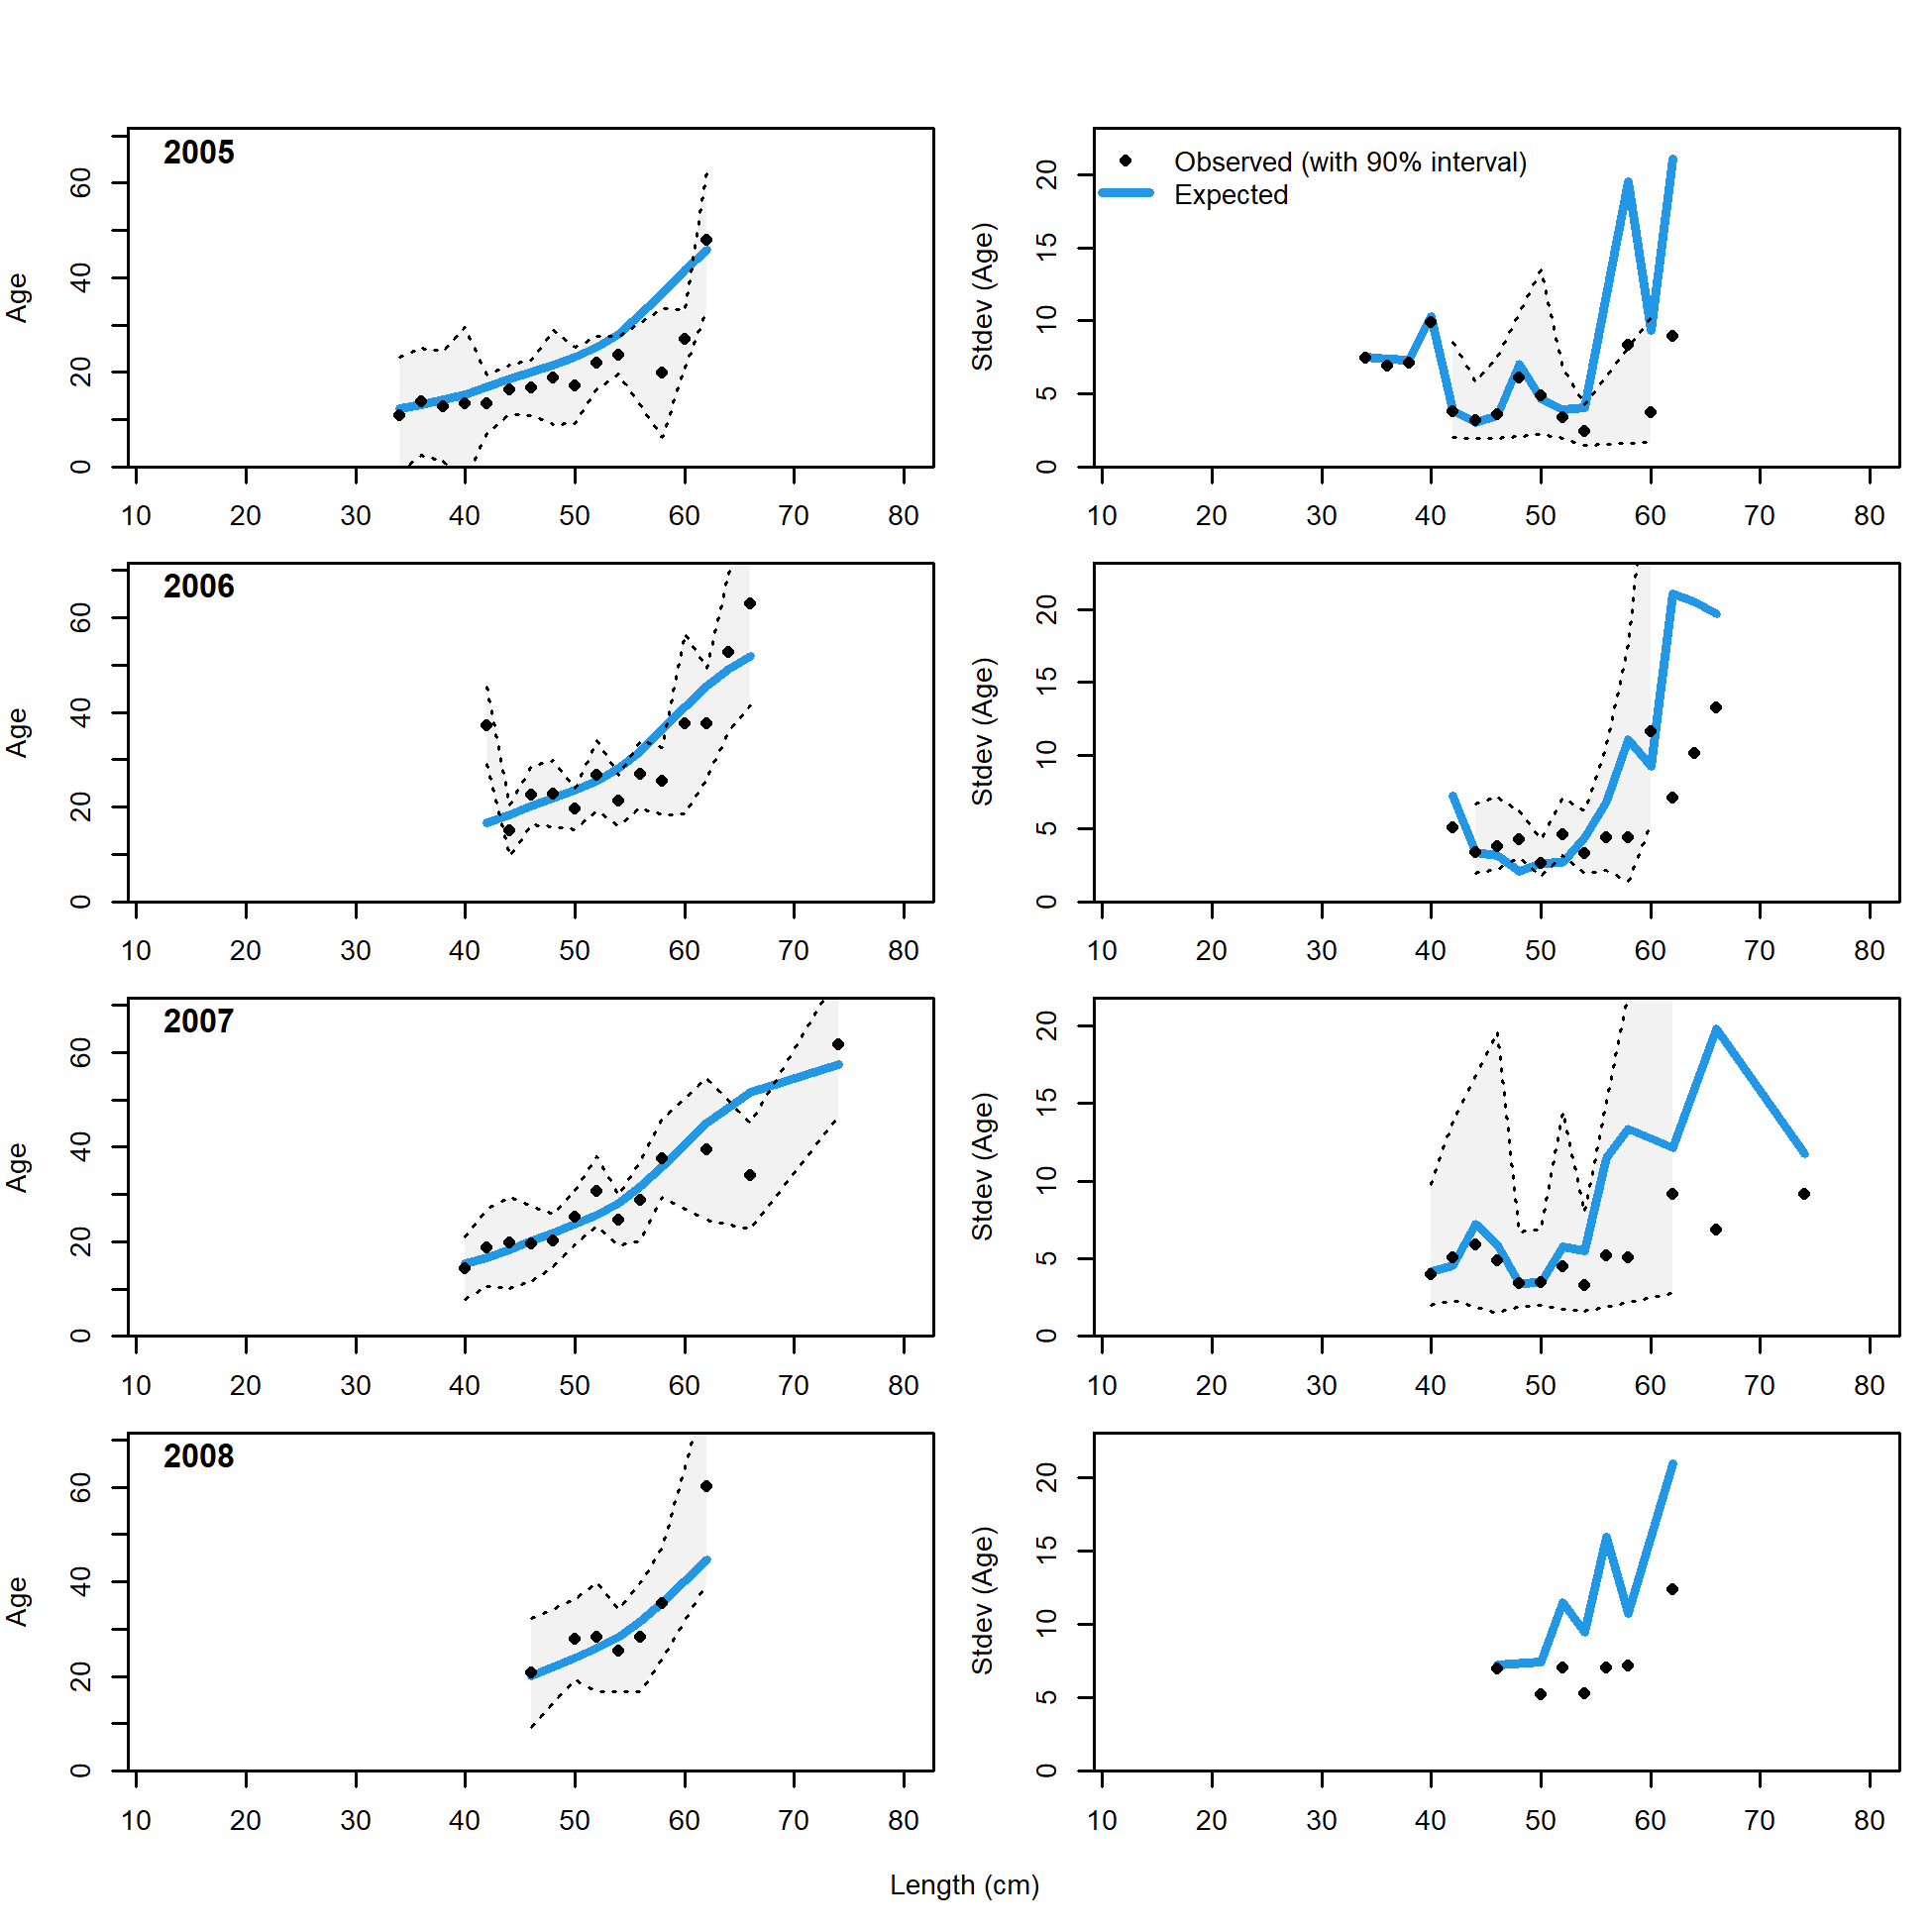 2005
Age
0 20 40 60
10 20 30 40 50 60 70 80
Observed (with 90% interval)
Expected
Stdev (Age)
0 5 10 15 20
10 20 30 40 50 60 70 80
2006
Age
0 20 40 60
10 20 30 40 50 60 70 80
Stdev (Age)
0 5 10 15 20
10 20 30 40 50 60 70 80
2007
Age
0 20 40 60
10 20 30 40 50 60 70 80
Stdev (Age)
0 5 10 15 20
10 20 30 40 50 60 70 80
2008
Age
0 20 40 60
10 20 30 40 50 60 70 80
Stdev (Age)
0 5 10 15 20
10 20 30 40 50 60 70 80
Length (cm)